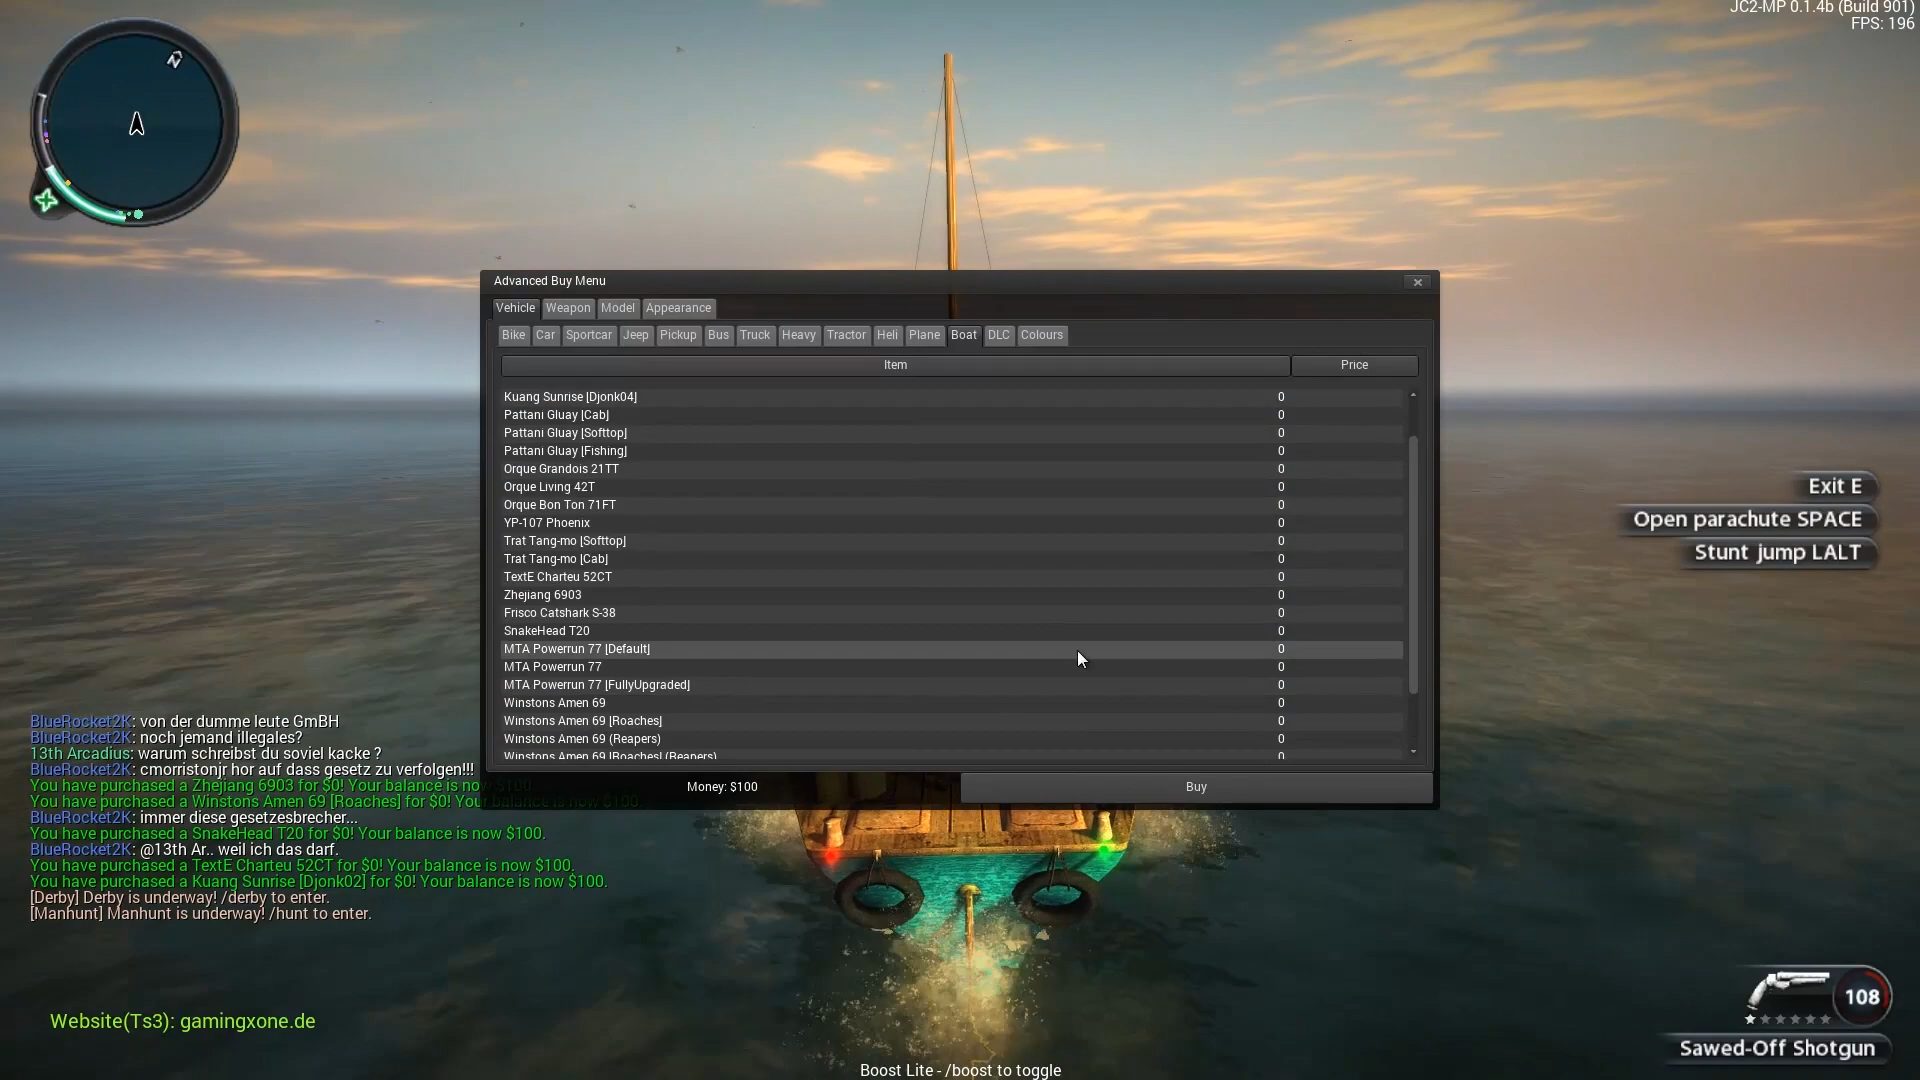 JC2-MP 0.1.4b (Build 901)
FPS: 196
N
Advanced Buy Menu
Vehicle Weapon Model Appearance
Bike Car Sportcar Jeep Pickup Bus Truck Heavy Tractor Heli Plane Boat DLC Colours
Item Price
Kuang Sunrise [Djonk04] 0
Pattani Gluay [Cab] 0
Pattani Gluay [Softtop] 0
Pattani Gluay [Fishing] 0
Orque Grandois 21TT 0
Orque Living 42T 0
Orque Bon Ton 71FT 0
YP-107 Phoenix 0
Trat Tang-mo [Softtop] 0
Trat Tang-mo [Cab] 0
TextE Charteu 52CT 0
Zhejiang 6903 0
Frisco Catshark S-38 0
SnakeHead T20 0
MTA Powerrun 77 [Default] 0
MTA Powerrun 77 0
MTA Powerrun 77 [FullyUpgraded] 0
Winstons Amen 69 0
Winstons Amen 69 [Roaches] 0
Winstons Amen 69 (Reapers) 0
Winstons Amen 69 [Roaches] (Reapers) 0
Money: $100 Buy
Exit E
Open parachute SPACE
Stunt jump LALT
BlueRocket2K: von der dumme leute GmBH
BlueRocket2K: noch jemand illegales?
13th Arcadius: warum schreibst du soviel kacke ?
BlueRocket2K: cmorristonjr hor auf dass gesetz zu verfolgen!!!
You have purchased a Zhejiang 6903 for $0! Your balance is now $100.
You have purchased a Winstons Amen 69 [Roaches] for $0! Your balance is now $100.
BlueRocket2K: immer diese gesetzesbrecher...
You have purchased a SnakeHead T20 for $0! Your balance is now $100.
BlueRocket2K: @13th Ar.. weil ich das darf.
You have purchased a TextE Charteu 52CT for $0! Your balance is now $100.
You have purchased a Kuang Sunrise [Djonk02] for $0! Your balance is now $100.
[Derby] Derby is underway! /derby to enter.
[Manhunt] Manhunt is underway! /hunt to enter.
Website(Ts3): gamingxone.de
108
Sawed-Off Shotgun
Boost Lite - /boost to toggle